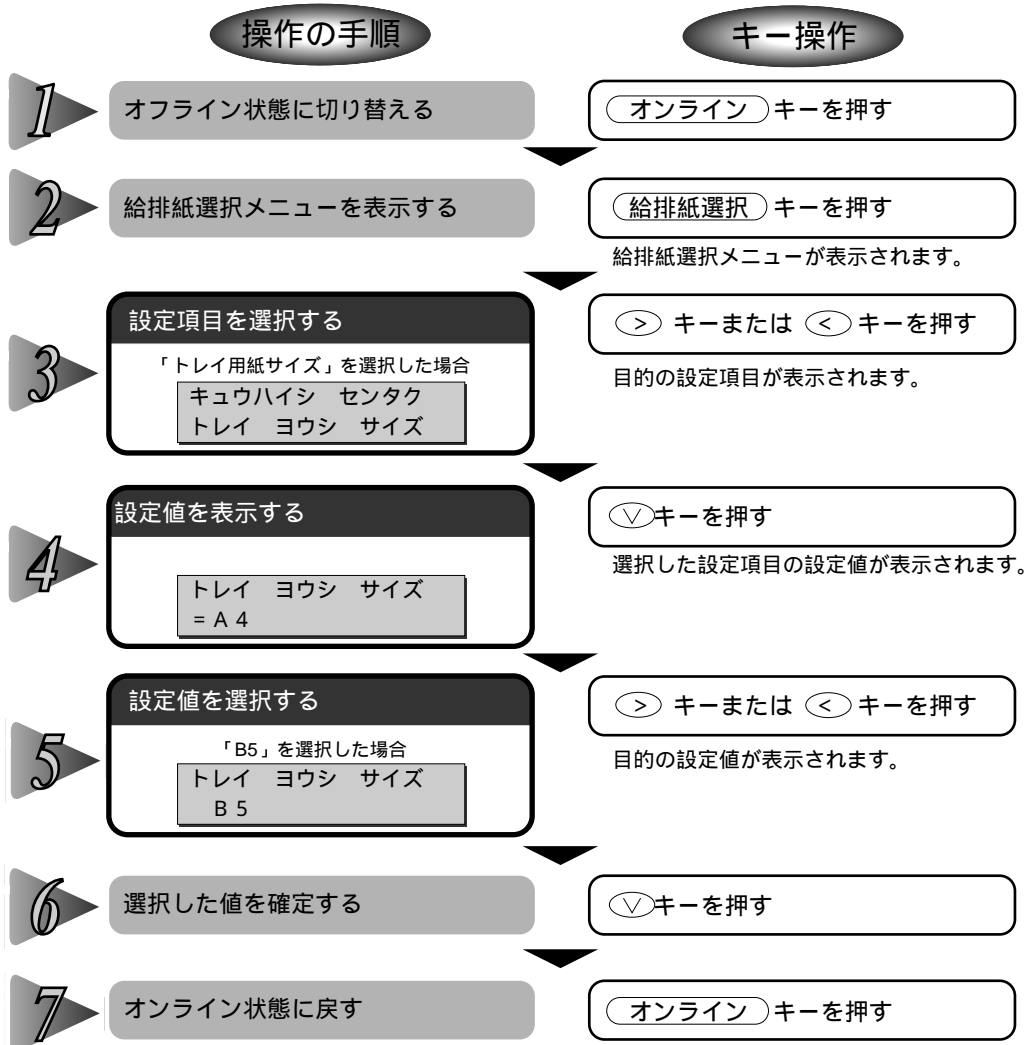 操作の手順
キー操作
1
オフライン状態に切り替える
オンライン キーを押す
2
給排紙選択メニューを表示する
給排紙選択 キーを押す
給排紙選択メニューが表示されます。
3
設定項目を選択する
「トレイ用紙サイズ」を選択した場合
キュウハイシ センタク
トレイ ヨウシ サイズ
> キーまたは < キーを押す
目的の設定項目が表示されます。
4
設定値を表示する
トレイ ヨウシ サイズ
=A4
∨キーを押す
選択した設定項目の設定値が表示されます。
5
設定値を選択する
「B5」を選択した場合
トレイ ヨウシ サイズ
B5
> キーまたは < キーを押す
目的の設定値が表示されます。
6
選択した値を確定する
∨キーを押す
7
オンライン状態に戻す
オンライン キーを押す